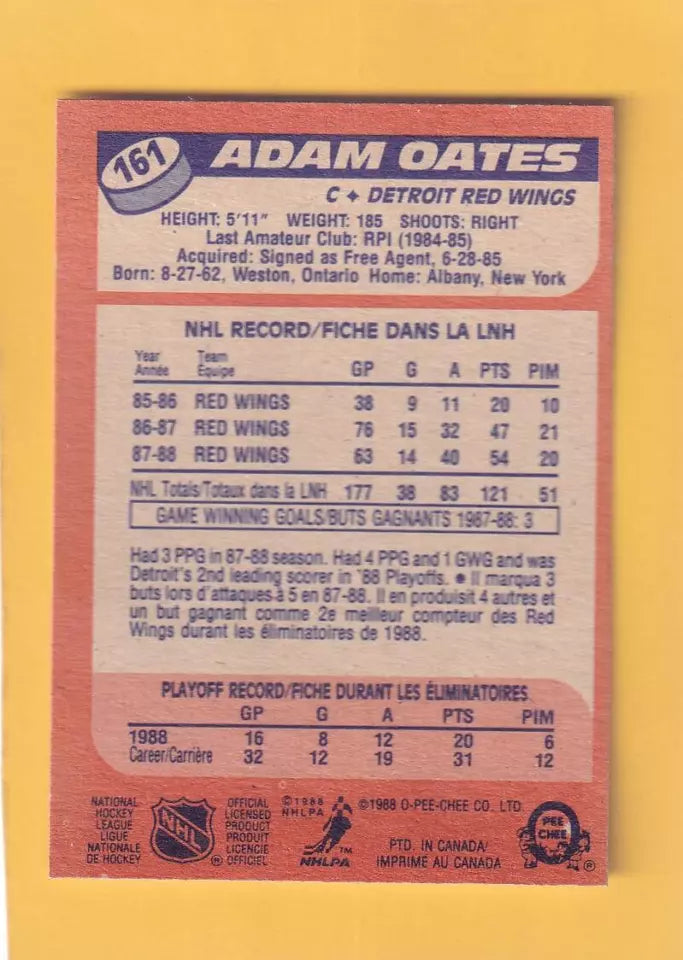 161
ADAM OATES
C ✦ DETROIT RED WINGS
HEIGHT: 5'11" WEIGHT: 185 SHOOTS: RIGHT
Last Amateur Club: RPI (1984-85)
Acquired: Signed as Free Agent, 6-28-85
Born: 8-27-62, Weston, Ontario Home: Albany, New York
NHL RECORD/FICHE DANS LA LNH
Year Team
Année Équipe GP G A PTS PIM
85-86 RED WINGS 38 9 11 20 10
86-87 RED WINGS 76 15 32 47 21
87-88 RED WINGS 63 14 40 54 20
NHL Totals/Totaux dans la LNH 177 38 83 121 51
GAME WINNING GOALS/BUTS GAGNANTS 1987-88: 3
Had 3 PPG in 87-88 season. Had 4 PPG and 1 GWG and was
Detroit's 2nd leading scorer in '88 Playoffs. ● Il marqua 3
buts lors d'attaques à 5 en 87-88. Il en produisit 4 autres et
un but gagnant comme 2e meilleur compteur des Red
Wings durant les éliminatoires de 1988.
PLAYOFF RECORD/FICHE DURANT LES ÉLIMINATOIRES
GP G A PTS PIM
1988 16 8 12 20 6
Career/Carrière 32 12 19 31 12
NATIONAL
HOCKEY
LEAGUE
LIGUE
NATIONALE
DE HOCKEY
NHL
®
OFFICIAL
LICENSED
PRODUCT
PRODUIT
LICENCIE
OFFICIEL
©1988
NHLPA
TM
NHLPA
©1988 O-PEE-CHEE CO. LTD.
PTD. IN CANADA/
IMPRIMÉ AU CANADA
O
PEE
CHEE
®